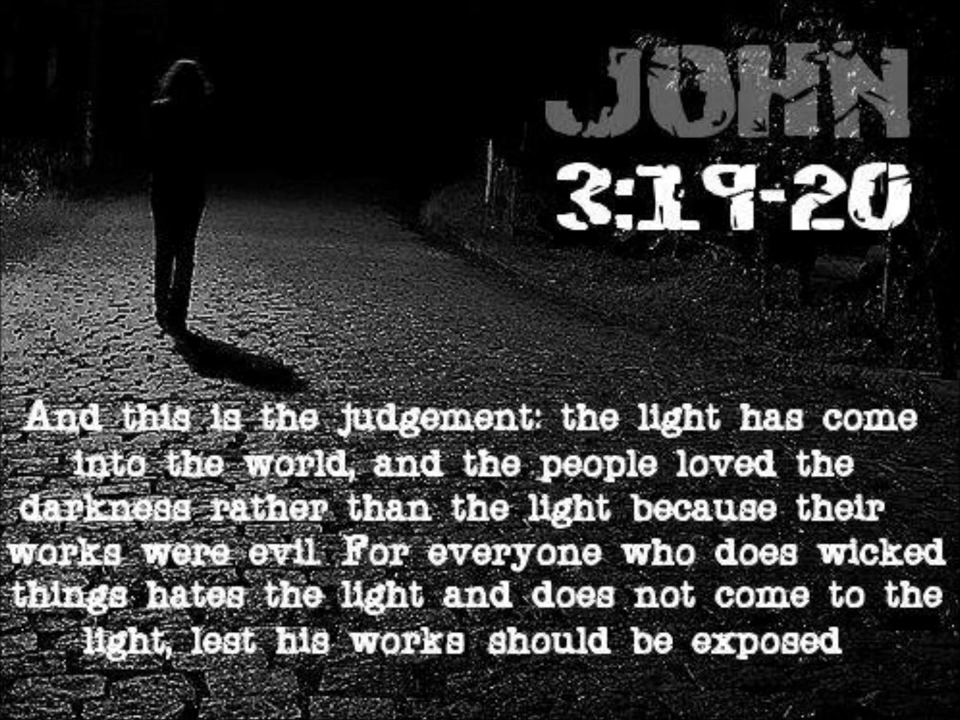 JOHN
3:19-20
And this is the judgement: the light has come
into the world, and the people loved the
darkness rather than the light because their
works were evil. For everyone who does wicked
things hates the light and does not come to the
light, lest his works should be exposed